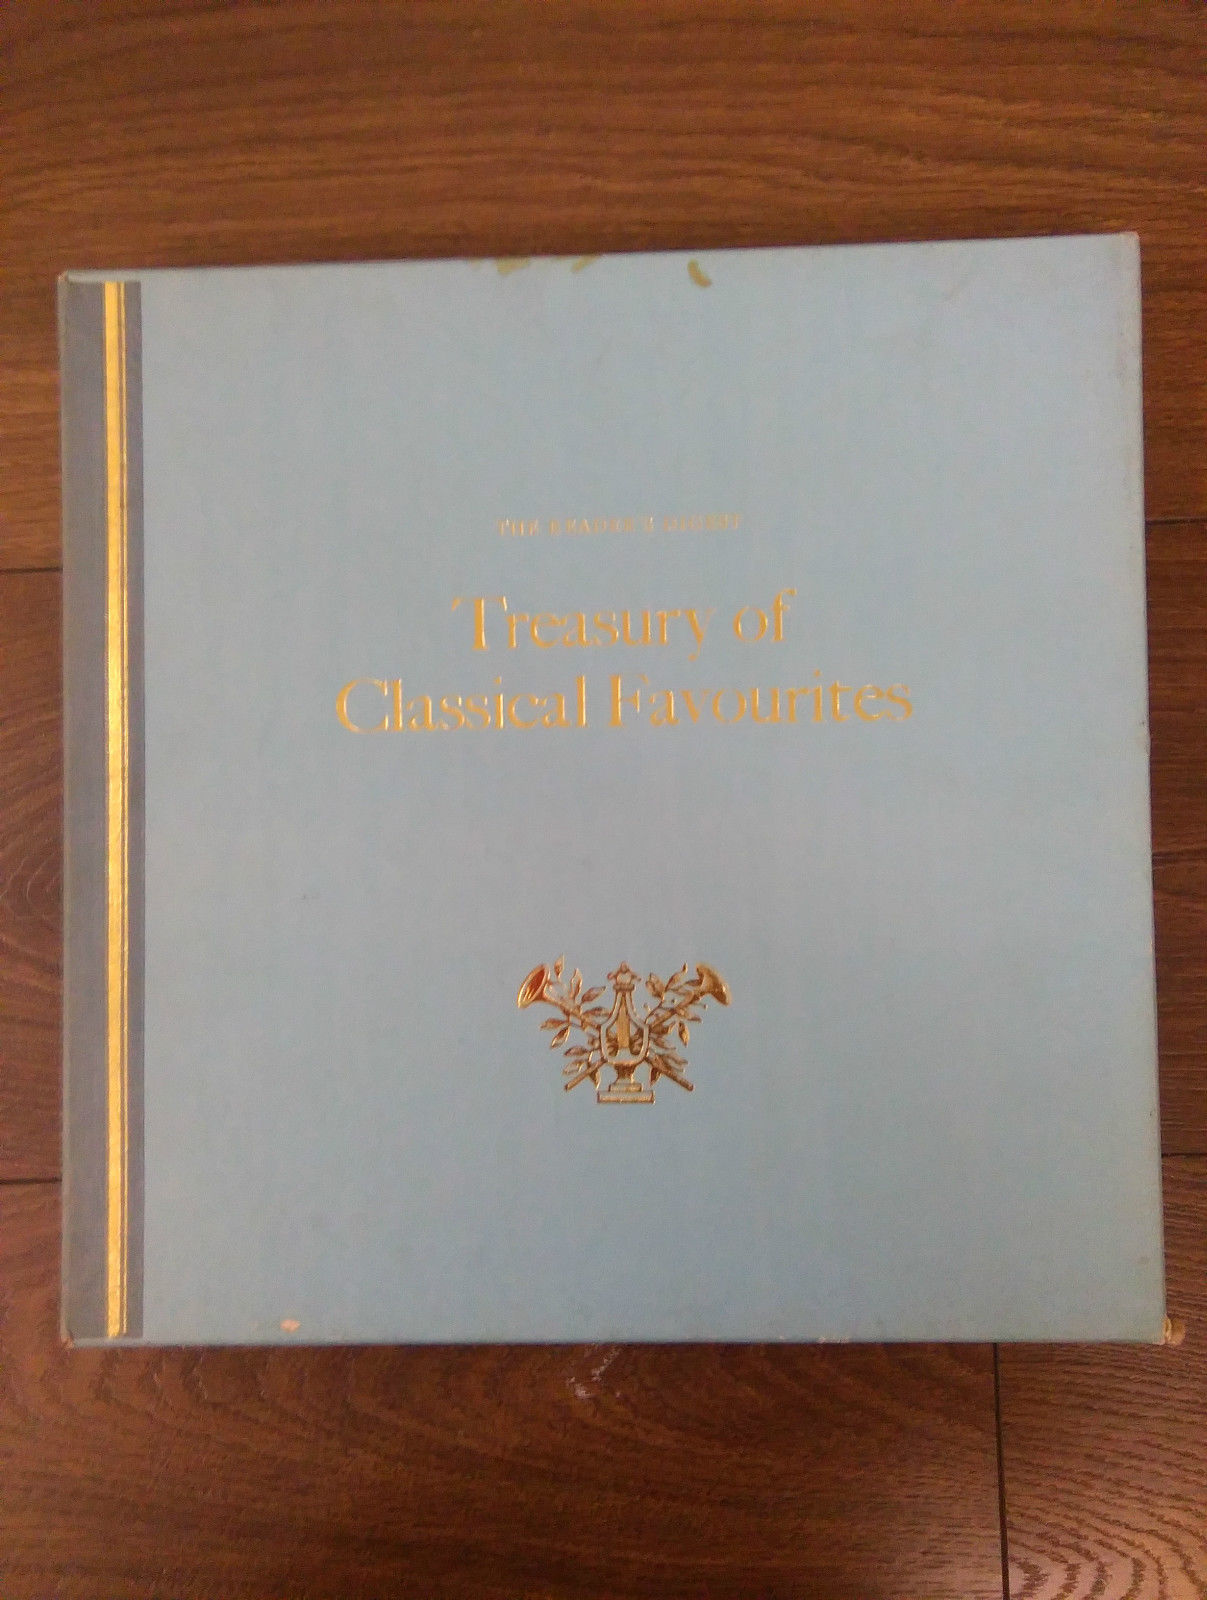 THE READER'S DIGEST
Treasury of
Classical Favourites